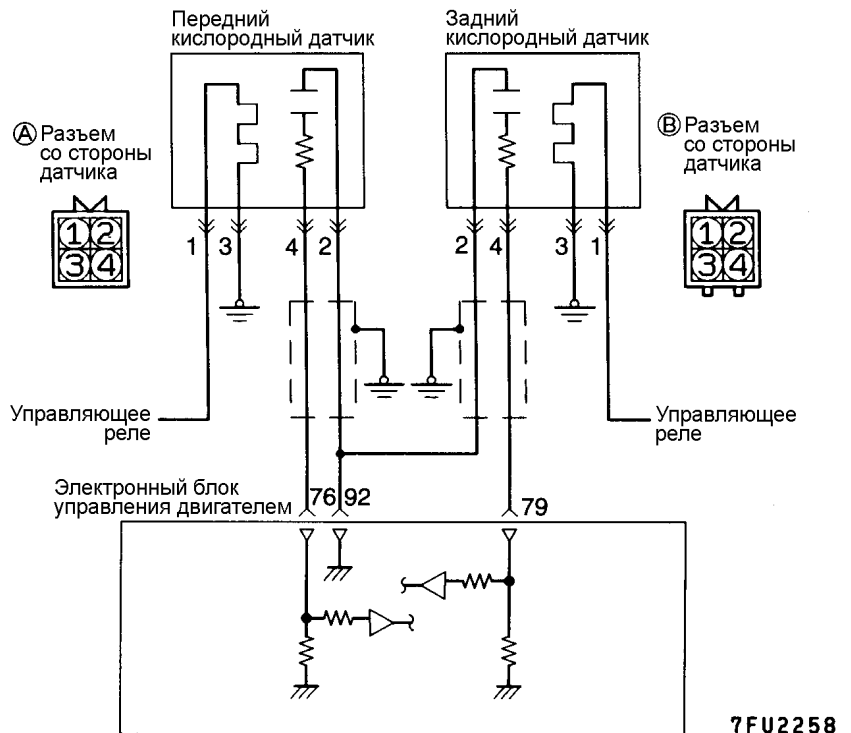 Передний
кислородный датчик
Задний
кислородный датчик
Ⓐ Разъем
со стороны
датчика
Ⓑ Разъем
со стороны
датчика
1 2
3 4
1 2
3 4
1 3 4 2
2 4 3 1
Управляющее
реле
Управляющее
реле
Электронный блок
управления двигателем
76 92
79
7FU2258